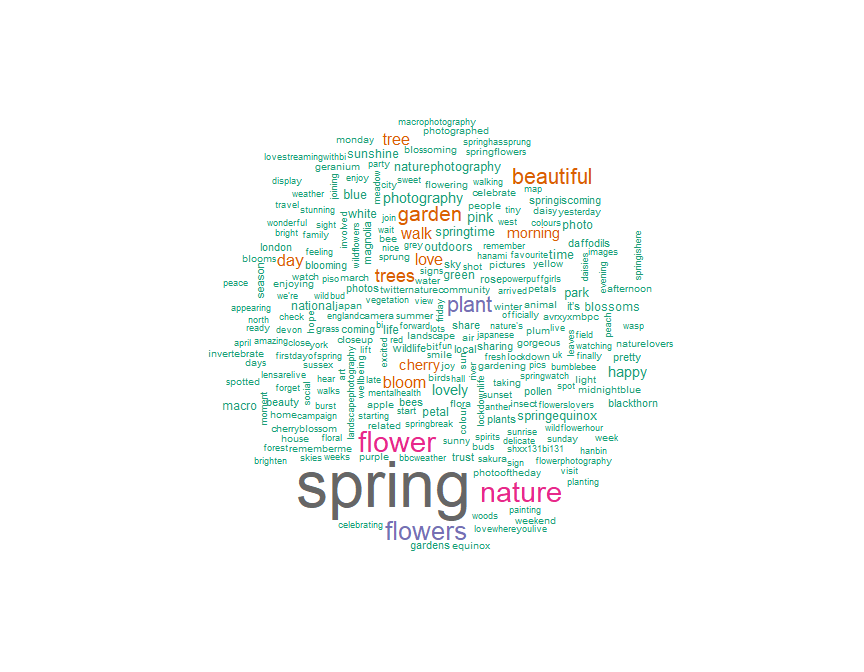 macrophotography
photographed
monday tree springhassprung
lovestreamingwithbi sunshine blossoming springflowers
geranium party naturephotography
display joining enjoy city sweet flowering walking beautiful
weather meadow celebrate map
travel blue photography people springiscoming
stunning white join garden pink tiny daisy yesterday
wonderful sight involved wildflowers magnolia wait walk springtime west colours photo
bright family bee morning
london feeling nice grey outdoors remember daffodils springishere
blooms day sprung love sky hanami favourite time images
season blooming signs shot pictures yellow daisies evening
peace watch piso march trees water green rose powerpuffgirls
enjoying photos twitternaturecommunity arrived petals park afternoon
we're wildbud vegetation view friday plant winter animal it's blossoms
appearing national japan
north check hope england camera summer officially avrxyxmbpc peach
ready devon grass coming bi life forward lots share nature's plum live wasp
april amazing close york closeup excited red landscape air japanese gorgeous leaves field
invertebrate firstdayofspring lift wildlife bit fun local sun sharing watching naturelovers
days sussex wellbeing smile fresh lockdown uk finally pretty
lensarelive art cherry joy river gardening pics bumblebee happy
spotted hear social landscapephotography late bloom birds hall springwatch light
forget walks mentalhealth lovely lockdownlife taking spot midnightblue
moment beauty burst apple bees flora sunset pollen
macro start petal colour anther insect flowerslovers blackthorn
home campaign starting plants springequinox
cherryblossom related springbreak sunrise wildflowerhour
house floral flower sunny spirits delicate sunday week
forest rememberme buds shxx131bi131 hanbin
brighten skies weeks purple bbcweather trust sakura sign flowerphotography
spring photooftheday visit
nature planting
woods painting
celebrating flowers weekend
lovewhereyoulive
gardens equinox